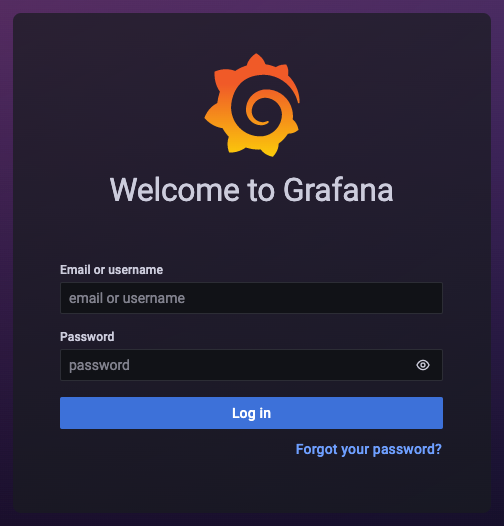 Welcome to Grafana
Email or username
email or username
Password
password
Log in
Forgot your password?